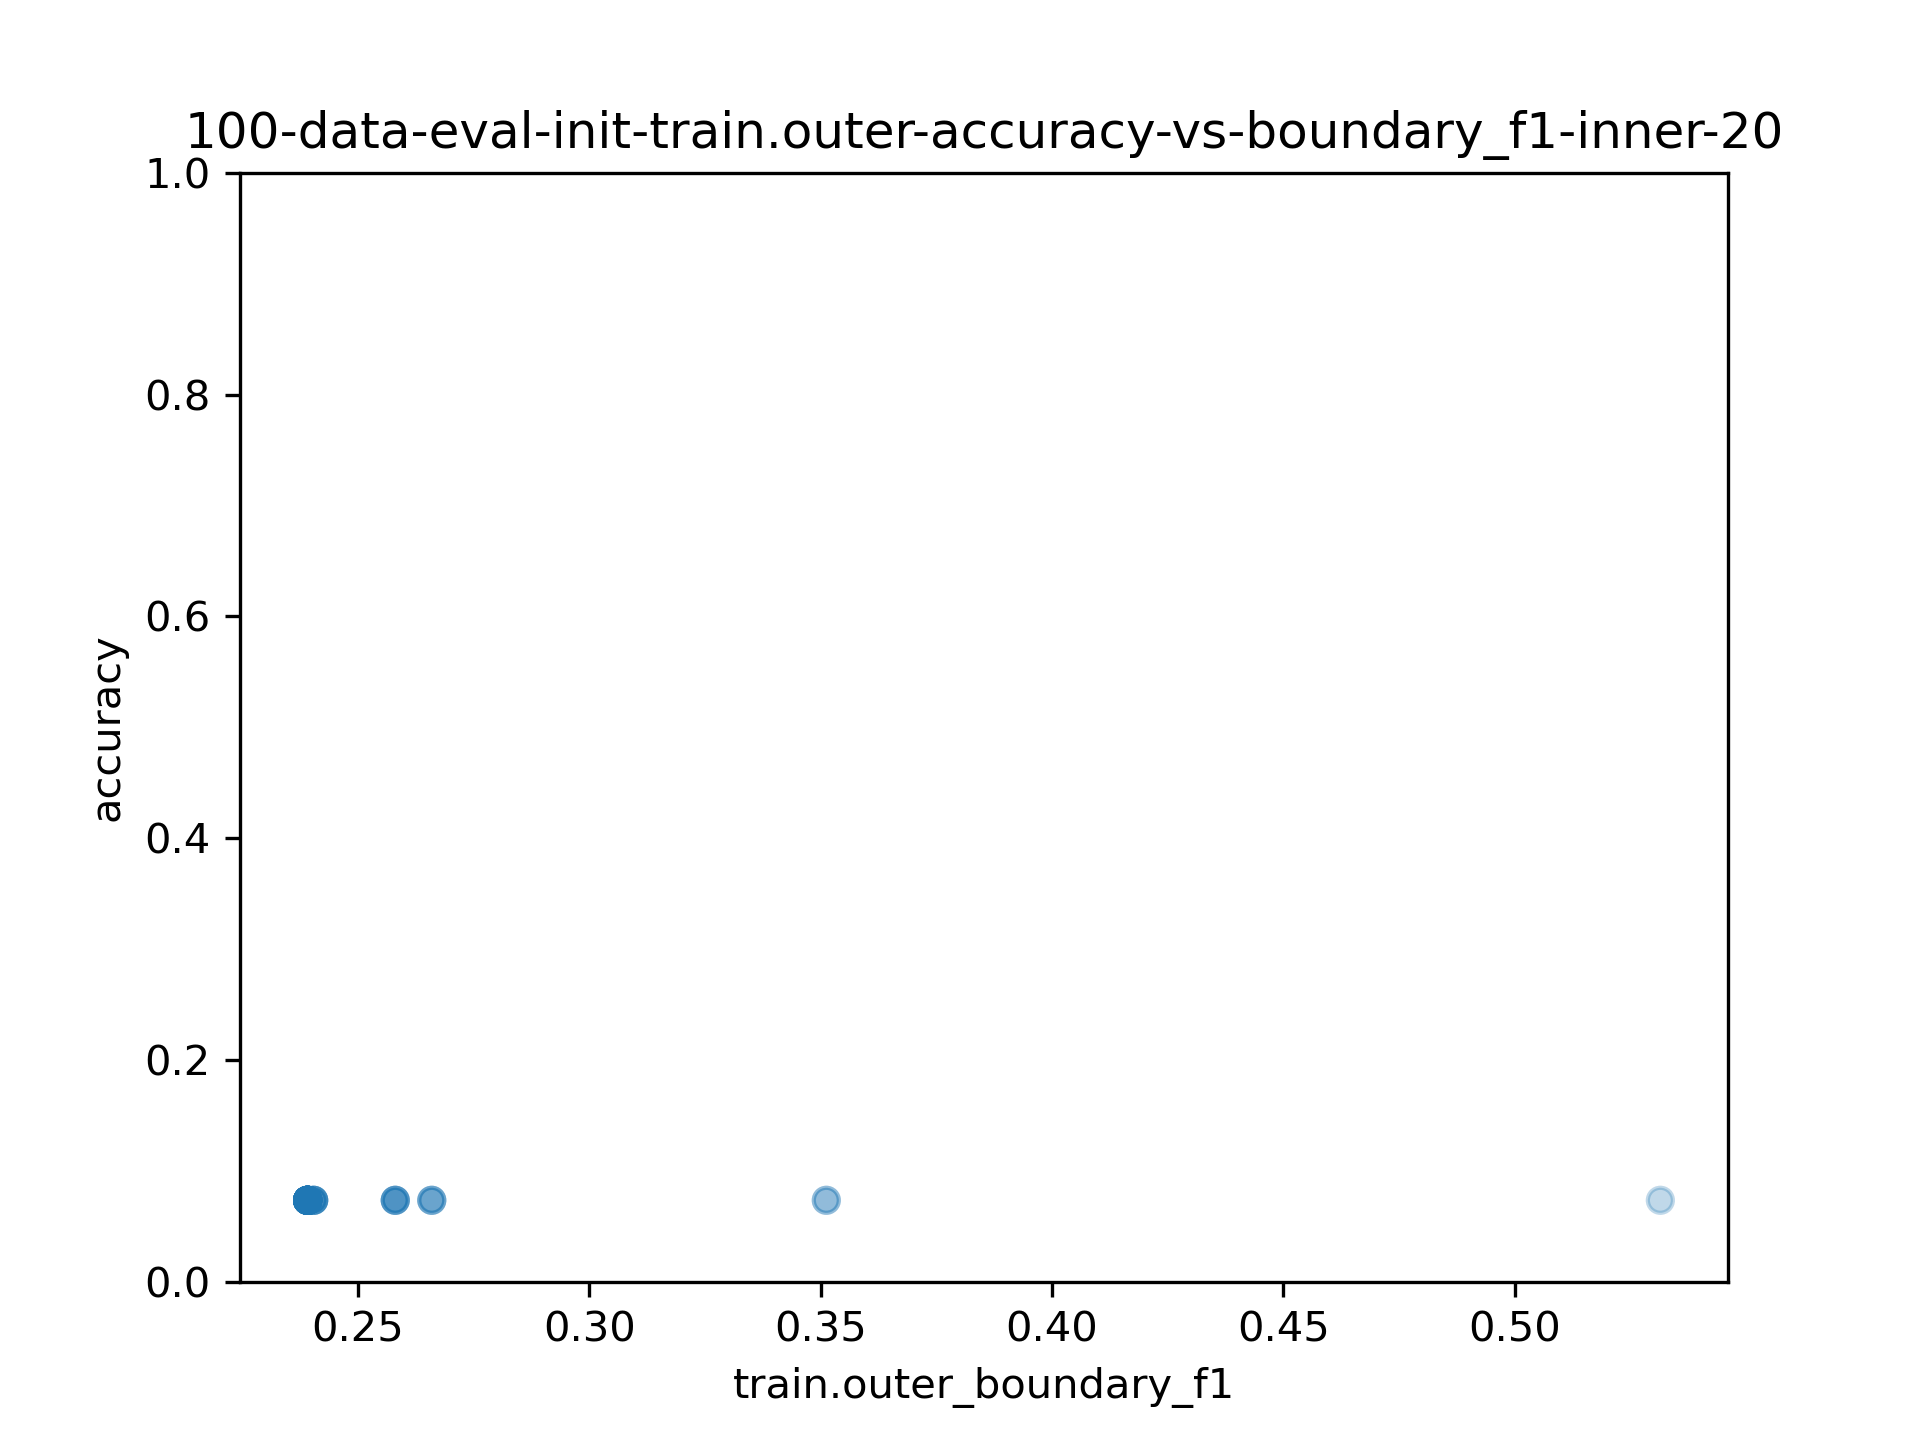 100-data-eval-init-train.outer-accuracy-vs-boundary_f1-inner-20
1.0
0.8
0.6
0.4
0.2
0.0
accuracy
0.25 0.30 0.35 0.40 0.45 0.50
train.outer_boundary_f1